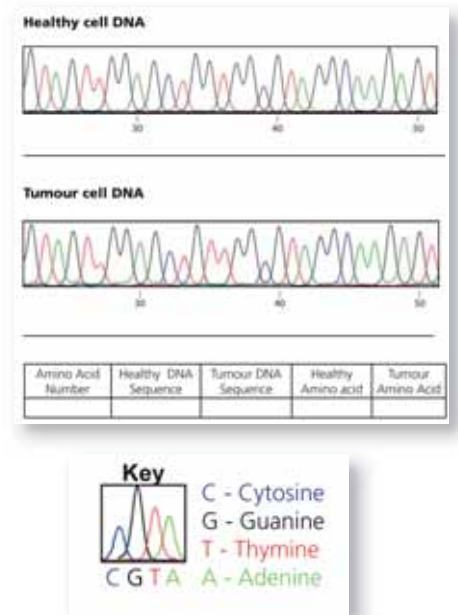 Healthy cell DNA
30 40 50
Tumour cell DNA
30 40 50
Amino Acid Number Healthy DNA Sequence Tumour DNA Sequence Healthy Amino acid Tumour Amino Acid
Key
C - Cytosine
G - Guanine
T - Thymine
A - Adenine
C G T A